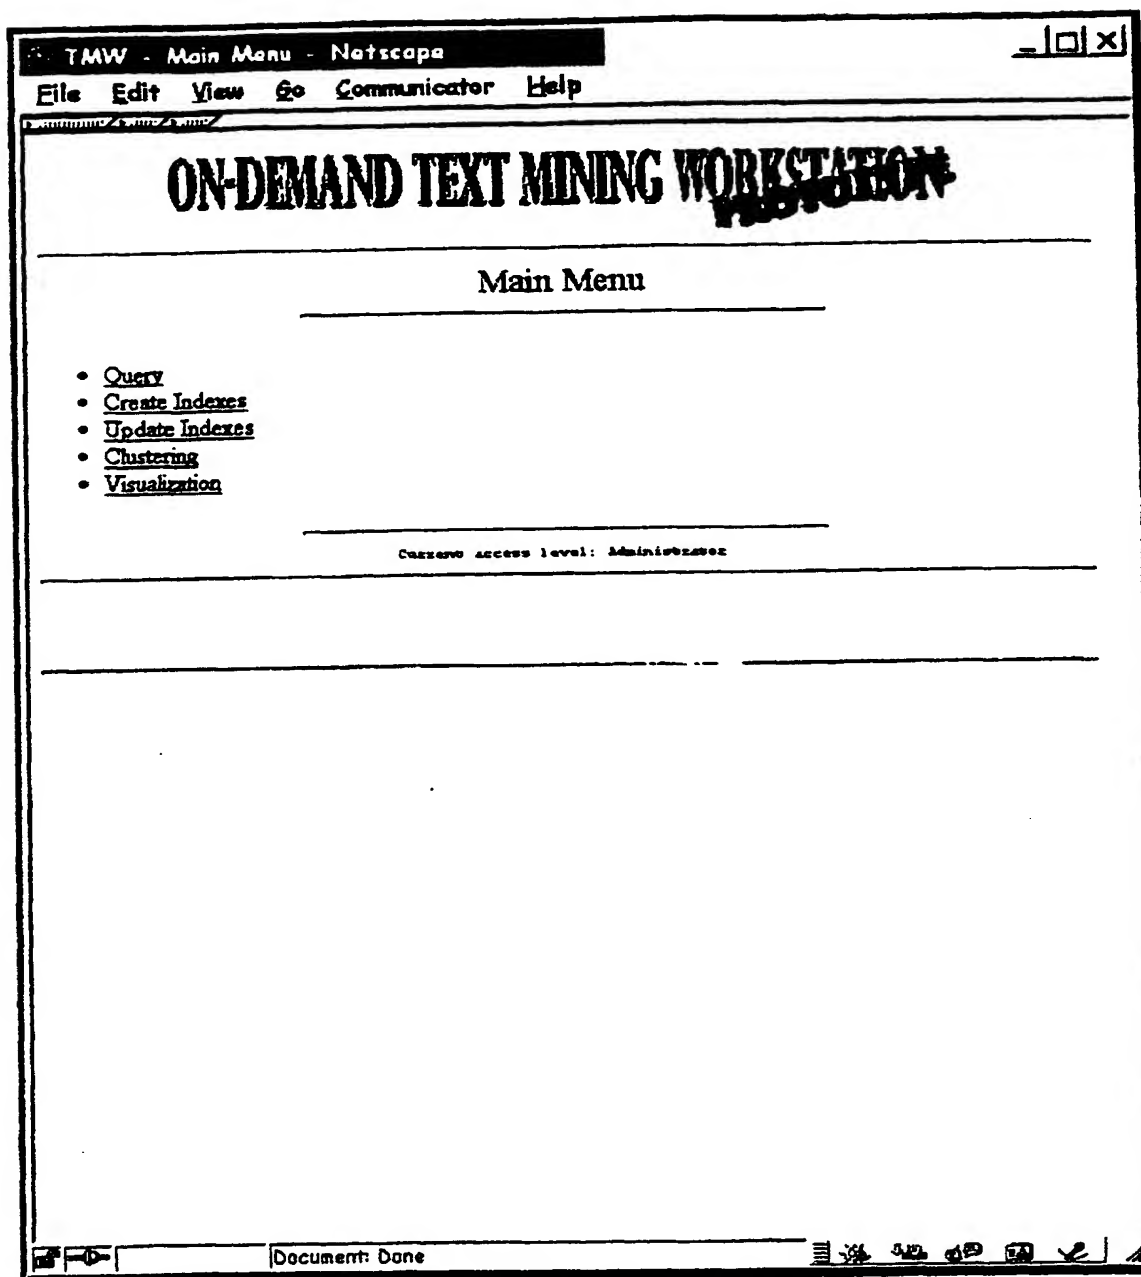 TMW - Main Menu - Netscape
File Edit View Go Communicator Help
ON-DEMAND TEXT MINING WORKSTATION
Main Menu
• Query
• Create Indexes
• Update Indexes
• Clustering
• Visualization
Current access level: Administrator
Document: Done